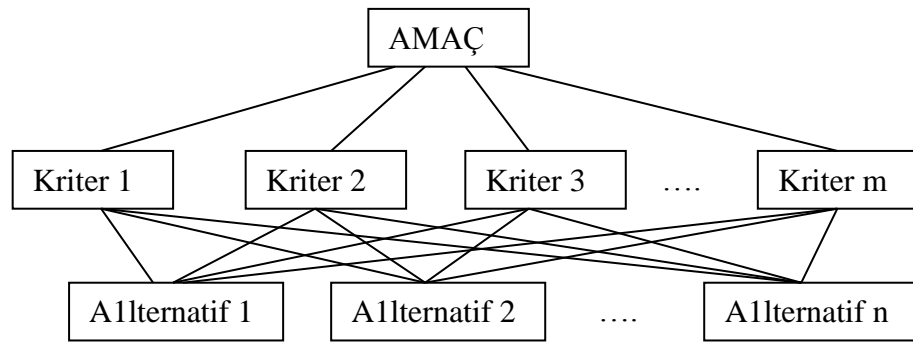 AMAÇ
Kriter 1 Kriter 2 Kriter 3 …. Kriter m
A1lternatif 1 A1lternatif 2 …. A1lternatif n